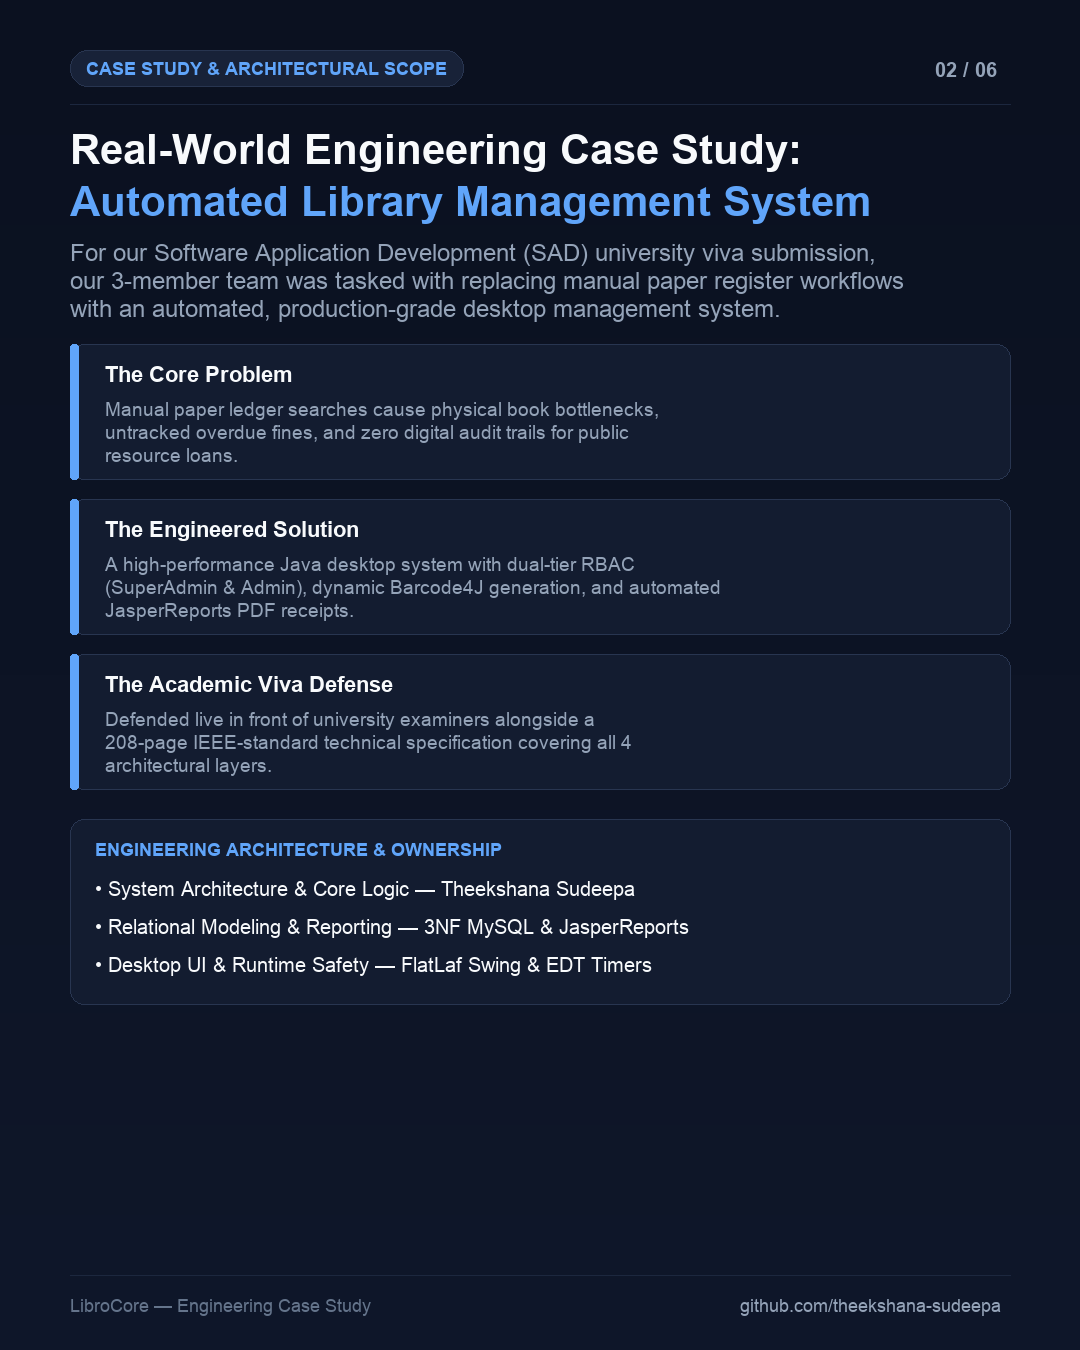 CASE STUDY & ARCHITECTURAL SCOPE
02 / 06
Real-World Engineering Case Study:
Automated Library Management System
For our Software Application Development (SAD) university viva submission,
our 3-member team was tasked with replacing manual paper register workflows
with an automated, production-grade desktop management system.
The Core Problem
Manual paper ledger searches cause physical book bottlenecks,
untracked overdue fines, and zero digital audit trails for public
resource loans.
The Engineered Solution
A high-performance Java desktop system with dual-tier RBAC
(SuperAdmin & Admin), dynamic Barcode4J generation, and automated
JasperReports PDF receipts.
The Academic Viva Defense
Defended live in front of university examiners alongside a
208-page IEEE-standard technical specification covering all 4
architectural layers.
ENGINEERING ARCHITECTURE & OWNERSHIP
• System Architecture & Core Logic — Theekshana Sudeepa
• Relational Modeling & Reporting — 3NF MySQL & JasperReports
• Desktop UI & Runtime Safety — FlatLaf Swing & EDT Timers
LibroCore — Engineering Case Study
github.com/theekshana-sudeepa